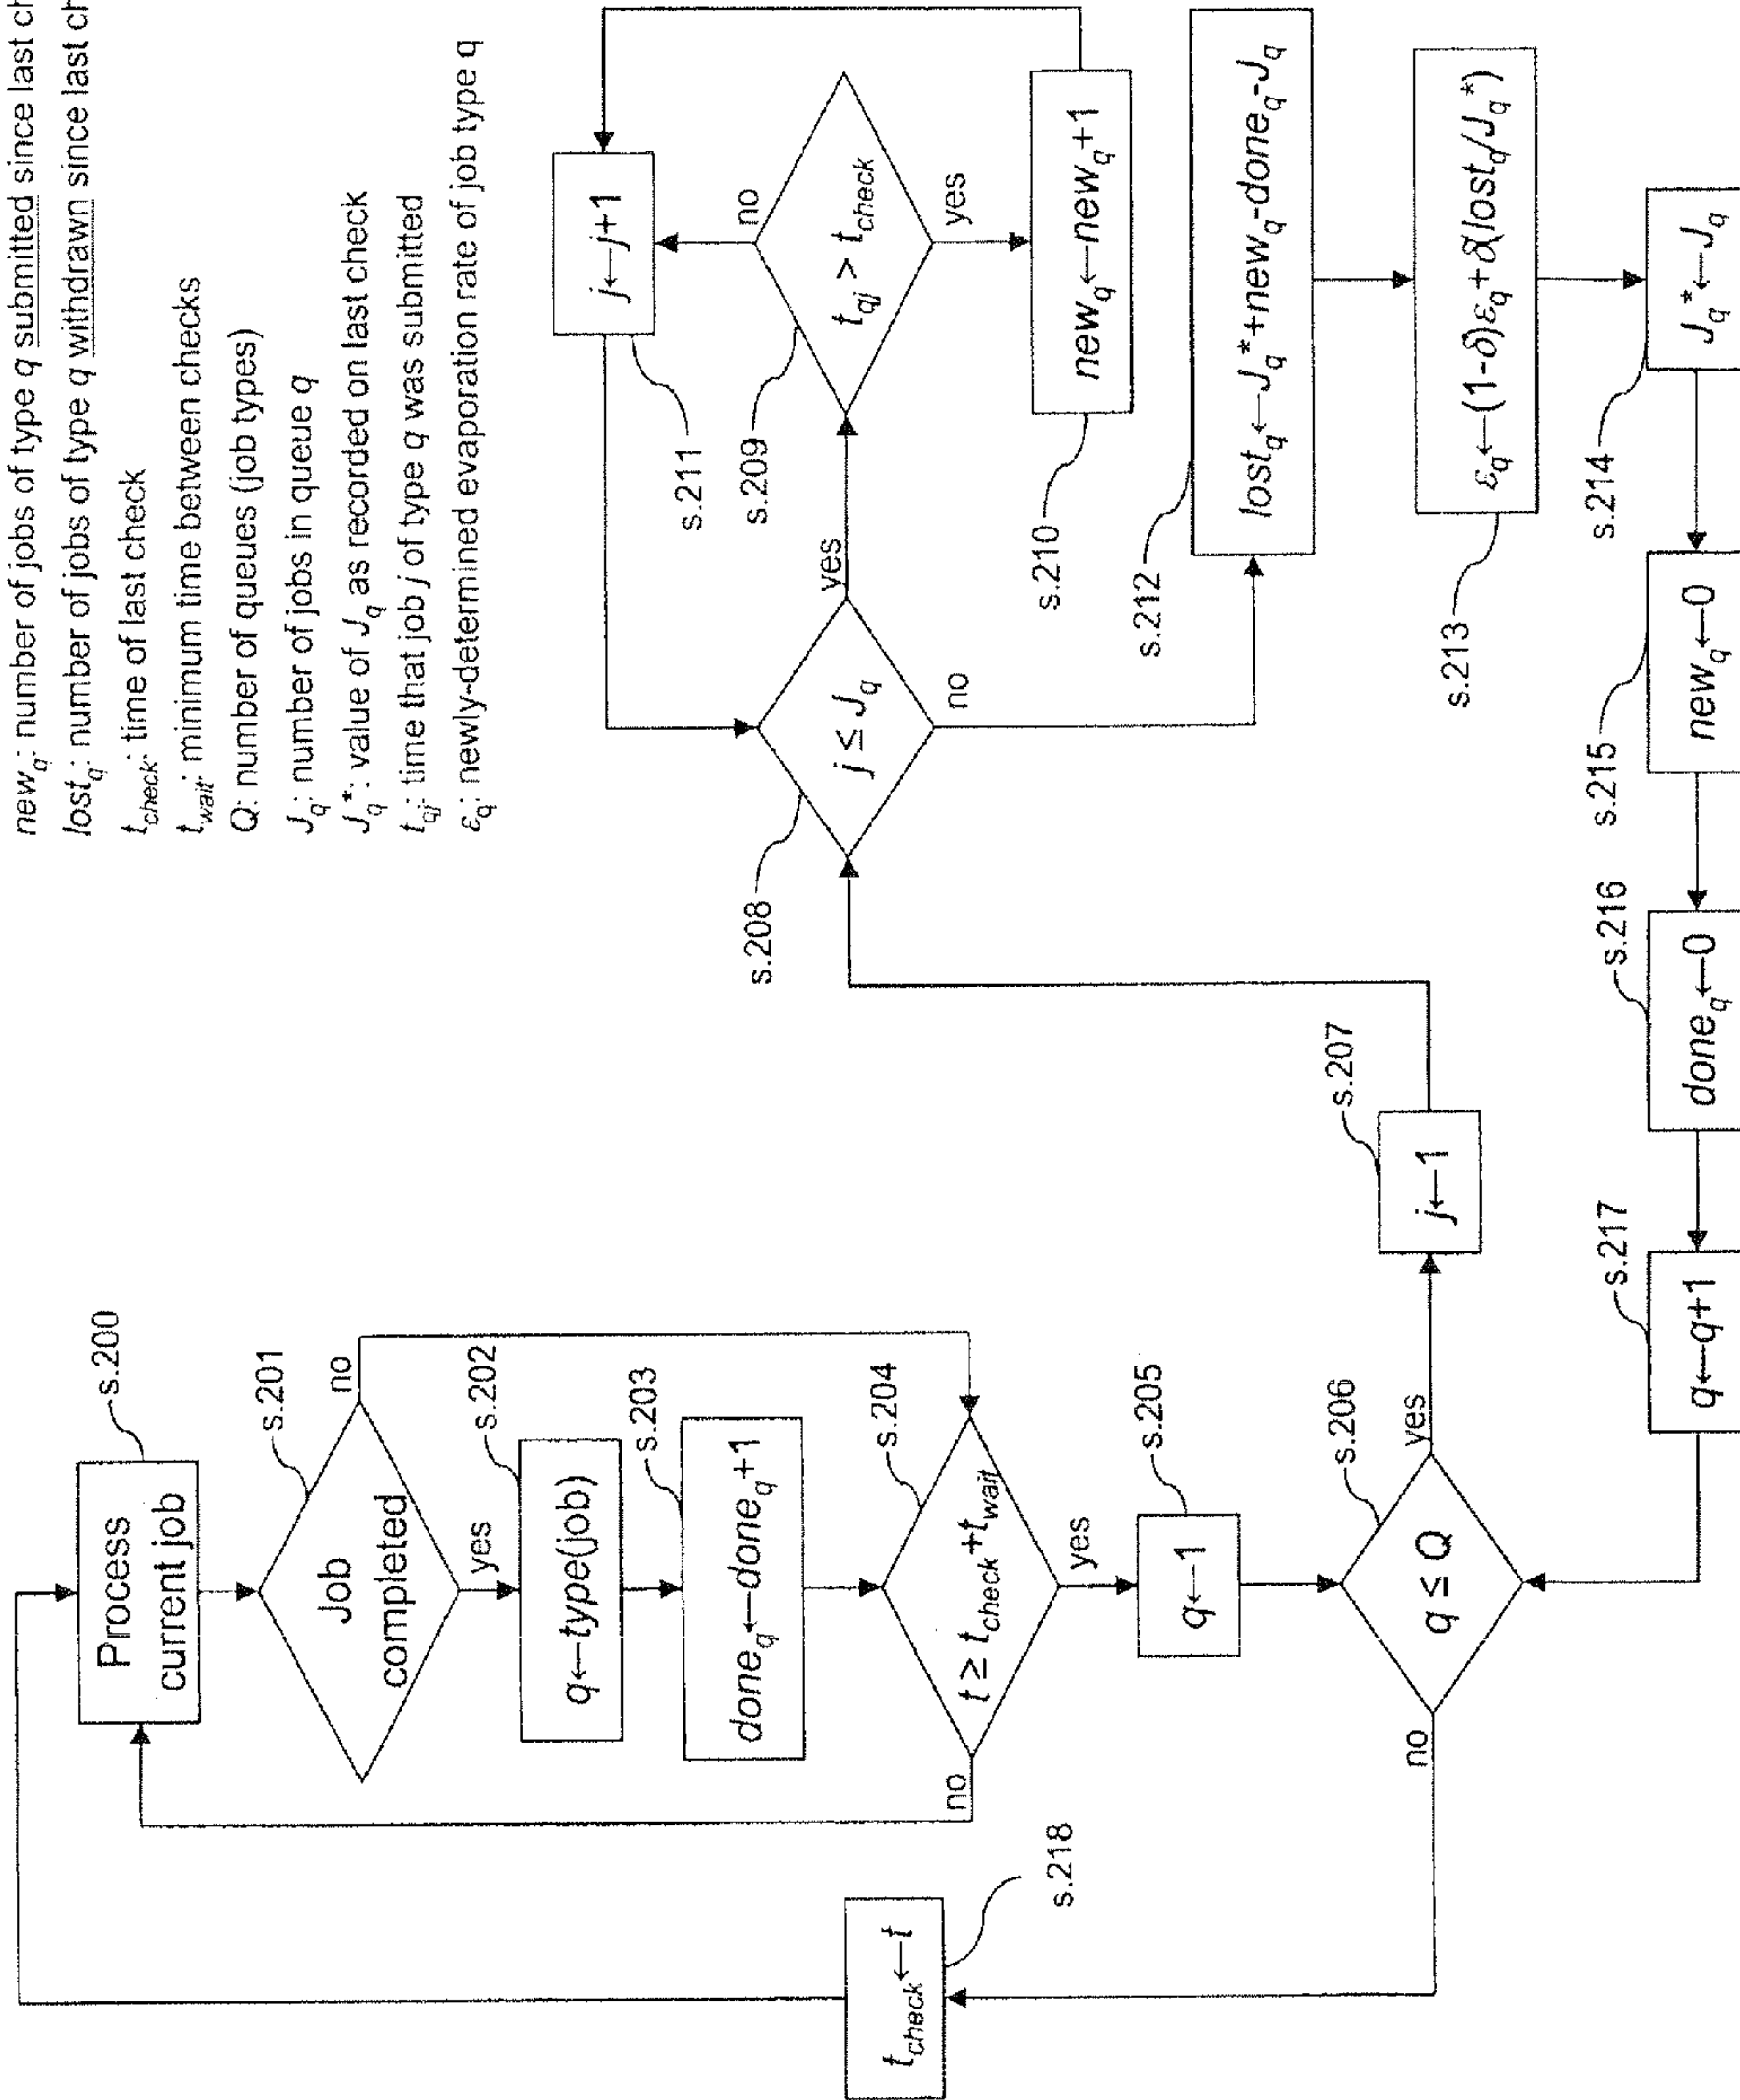 new_q: number of jobs of type q submitted since last
lost_q: number of jobs of type q withdrawn since last
t_check: time of last check
t_wait: minimum time between checks
Q: number of queues (job types)
J_q: number of jobs in queue q
J_q*: value of J_q as recorded on last check
t_qj: time that job j of type q was submitted
ε_q: newly-determined evaporation rate of job type q
Process
current job
s.200
Job
completed
s.201
no
yes
q←type(job)
s.202
done_q←done_q+1
s.203
t ≥ t_check+t_wait
s.204
no
yes
q←1
s.205
q ≤ Q
s.206
no
yes
t_check←t
s.218
j←1
s.207
j ≤ J_q
s.208
yes
no
t_qj > t_check
s.209
no
yes
new_q←new_q+1
s.210
j←j+1
s.211
lost_q←J_q*+new_q-done_q-J_q
s.212
ε_q←(1-δ)ε_q+δ(lost_q/J_q*)
s.213
J_q*←J_q
s.214
new_q←0
s.215
done_q←0
s.216
q←q+1
s.217